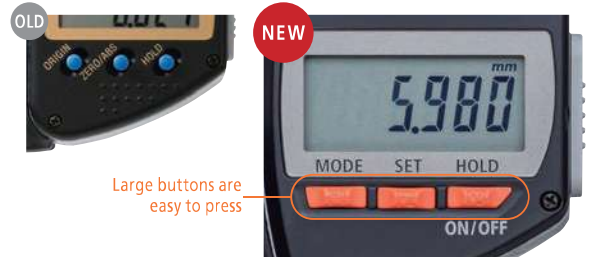 OLD
ORIGIN
ZERO/ABS
HOLD
NEW
mm
5.980
MODE SET HOLD
Large buttons are
easy to press
ON/OFF